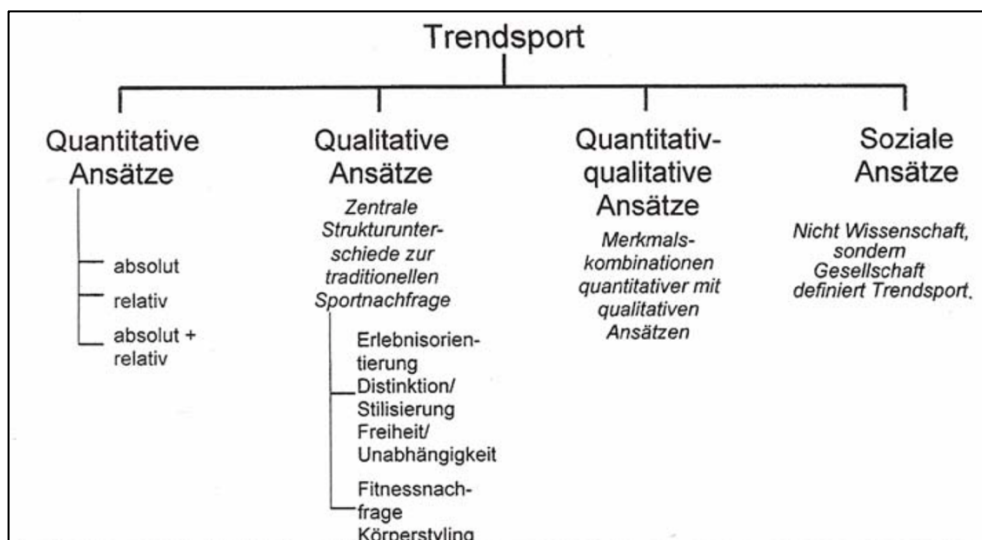 Trendsport
Quantitative
Ansätze
absolut
relativ
absolut +
relativ
Qualitative
Ansätze
Zentrale
Strukturunter-
schiede zur
traditionellen
Sportnachfrage
Erlebnisorien-
tierung
Distinktion/
Stilisierung
Freiheit/
Unabhängigkeit
Fitnessnach-
frage
Körperstyling
Quantitativ-
qualitative
Ansätze
Merkmals-
kombinationen
quantitativer mit
qualitativen
Ansätzen
Soziale
Ansätze
Nicht Wissenschaft,
sondern
Gesellschaft
definiert Trendsport.